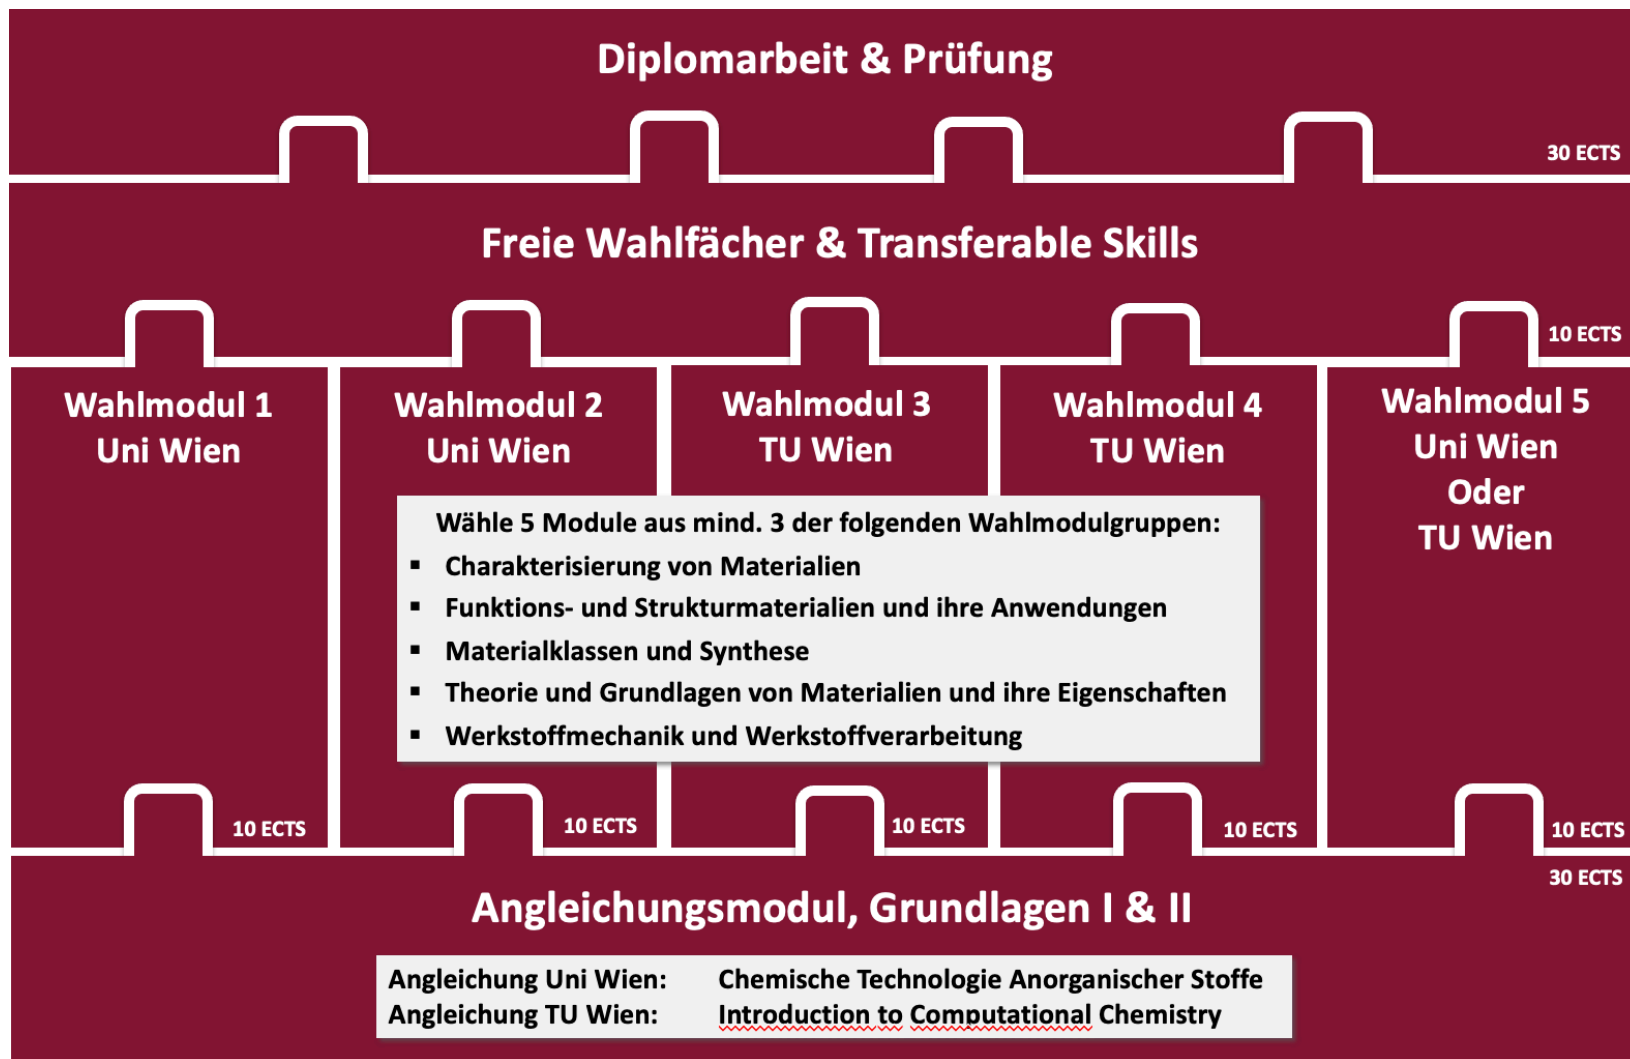 Diplomarbeit & Prüfung
30 ECTS
Freie Wahlfächer & Transferable Skills
10 ECTS
Wahlmodul 1
Uni Wien
10 ECTS
Wahlmodul 2
Uni Wien
10 ECTS
Wahlmodul 3
TU Wien
10 ECTS
Wahlmodul 4
TU Wien
10 ECTS
Wahlmodul 5
Uni Wien
Oder
TU Wien
10 ECTS
Wähle 5 Module aus mind. 3 der folgenden Wahlmodulgruppen:
▪ Charakterisierung von Materialien
▪ Funktions- und Strukturmaterialien und ihre Anwendungen
▪ Materialklassen und Synthese
▪ Theorie und Grundlagen von Materialien und ihre Eigenschaften
▪ Werkstoffmechanik und Werkstoffverarbeitung
30 ECTS
Angleichungsmodul, Grundlagen I & II
Angleichung Uni Wien: Chemische Technologie Anorganischer Stoffe
Angleichung TU Wien: Introduction to Computational Chemistry